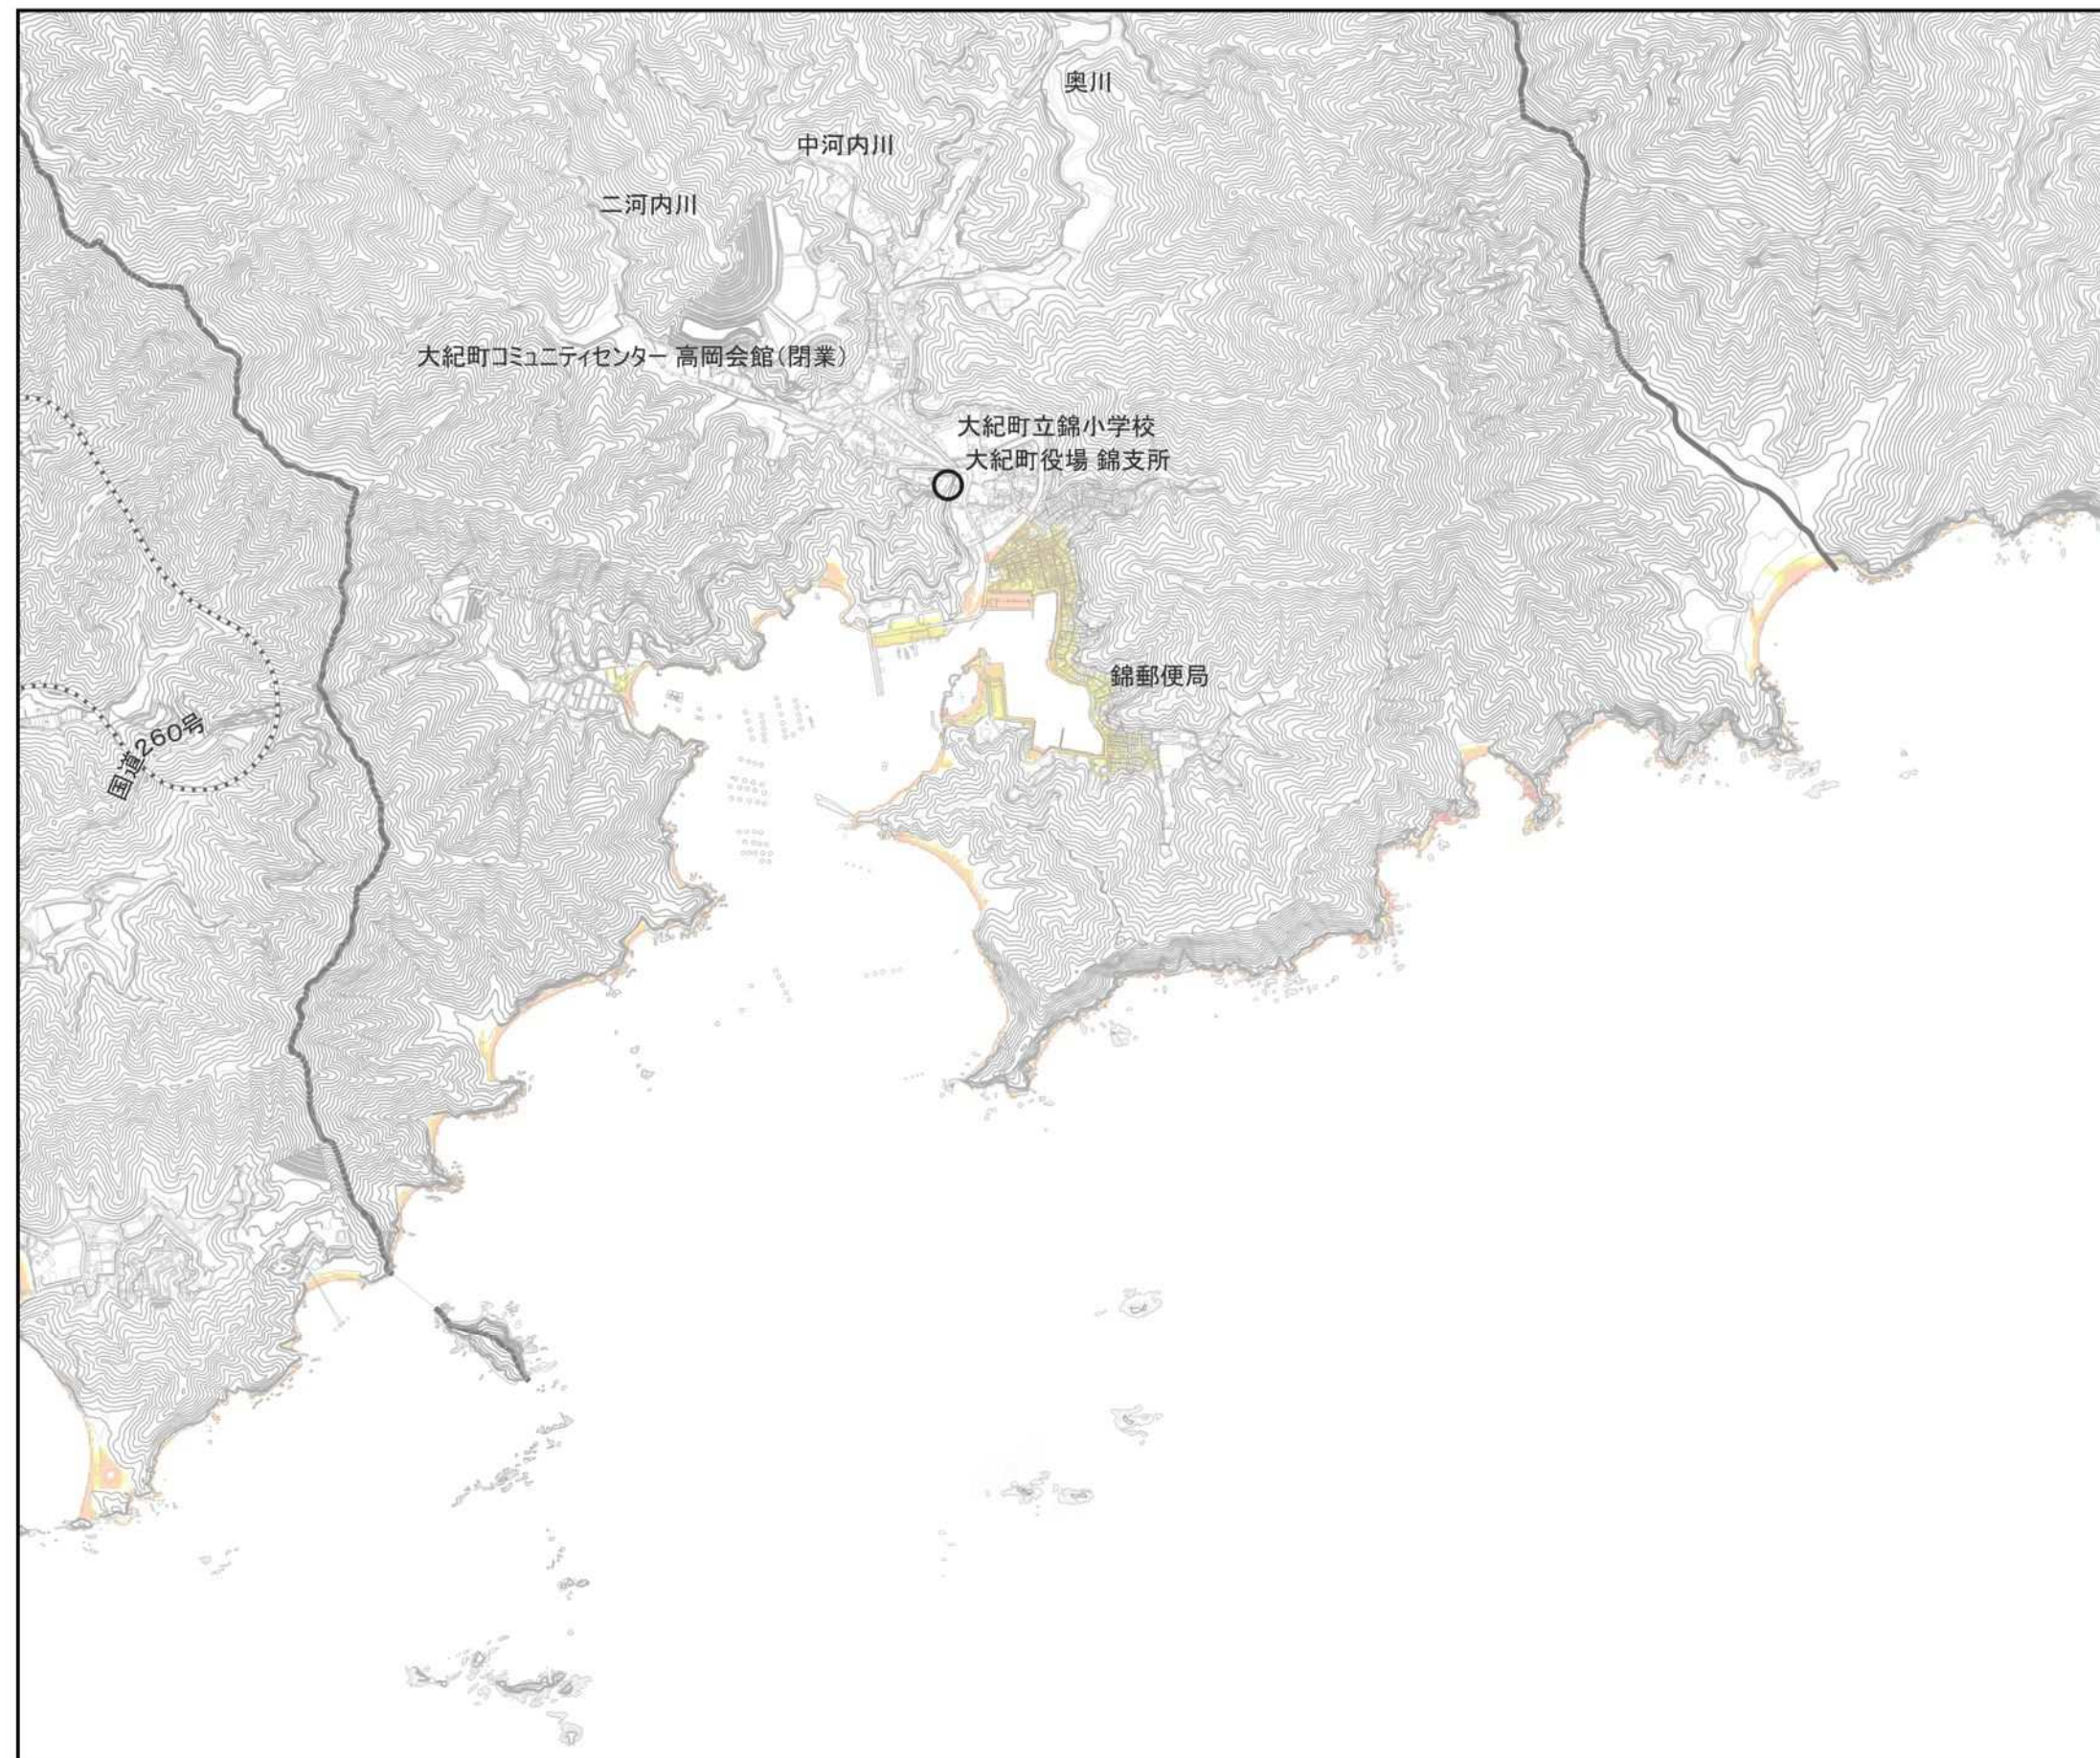 奥川
中河内川
二河内川
大紀町コミュニティセンター 高岡会館(閉業)
大紀町立錦小学校
大紀町役場 錦支所
錦郵便局
国道260号